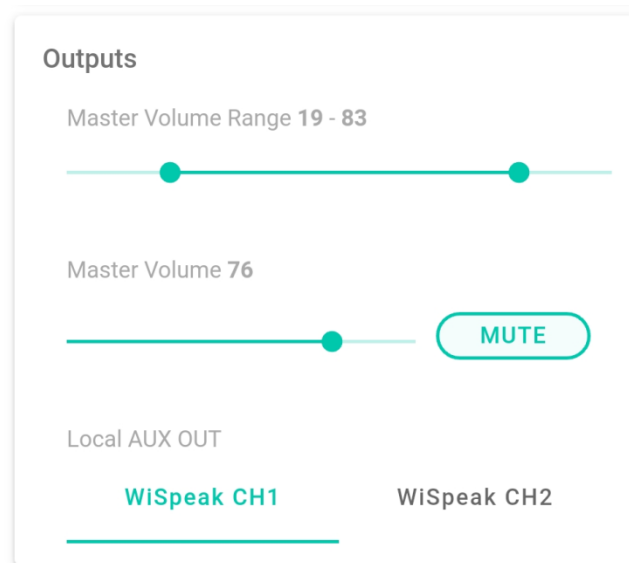 Outputs
Master Volume Range 19 - 83
Master Volume 76
MUTE
Local AUX OUT
WiSpeak CH1 WiSpeak CH2